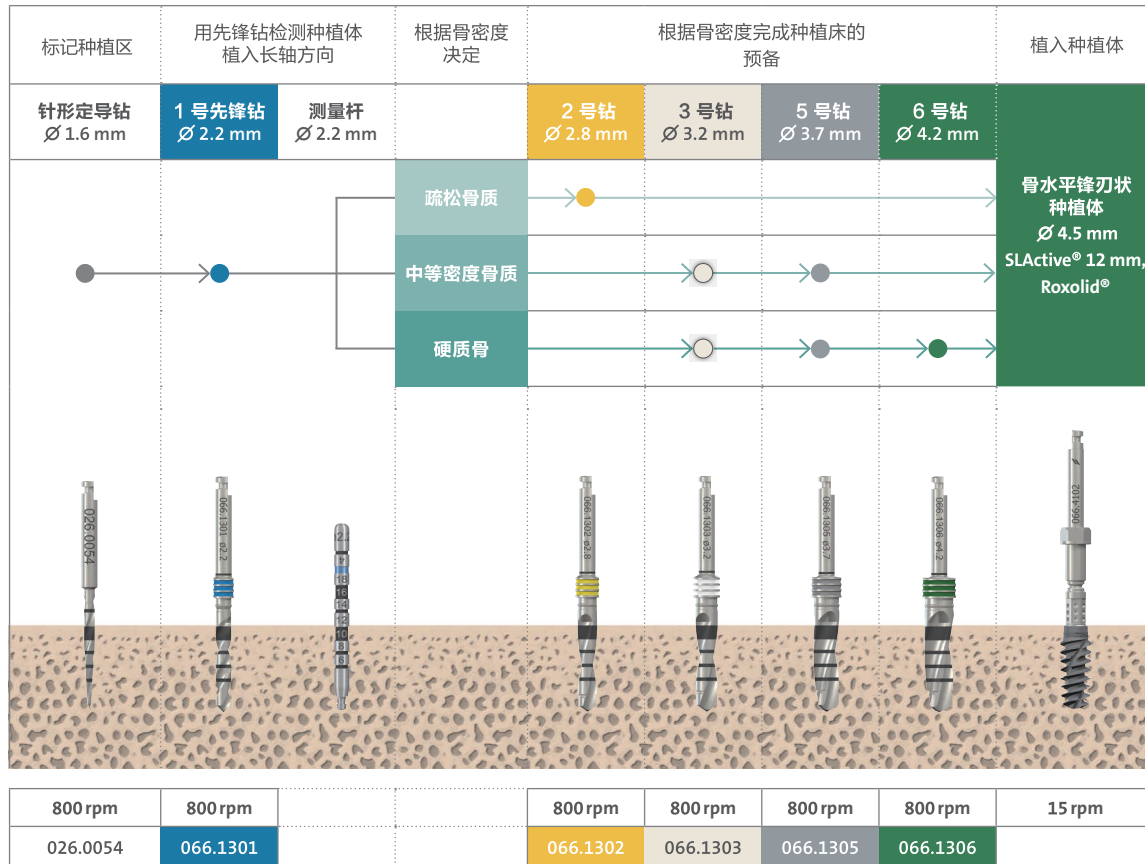 标记种植区
用先锋钻检测种植体
植入长轴方向
根据骨密度
决定
根据骨密度完成种植床的
预备
植入种植体
针形定导钻
Ø 1.6 mm
1 号先锋钻
Ø 2.2 mm
测量杆
Ø 2.2 mm
2 号钻
Ø 2.8 mm
3 号钻
Ø 3.2 mm
5 号钻
Ø 3.7 mm
6 号钻
Ø 4.2 mm
疏松骨质
中等密度骨质
硬质骨
骨水平锋刃状
种植体
Ø 4.5 mm
SLActive® 12 mm,
Roxolid®
026.0054
066.1301 ø2.2
18
16
14
12
10
8
6
066.1302 ø2.8
066.1303 ø3.2
066.1305 ø3.7
066.1306 ø4.2
066.4102
800 rpm
800 rpm
800 rpm
800 rpm
800 rpm
800 rpm
15 rpm
026.0054
066.1301
066.1302
066.1303
066.1305
066.1306